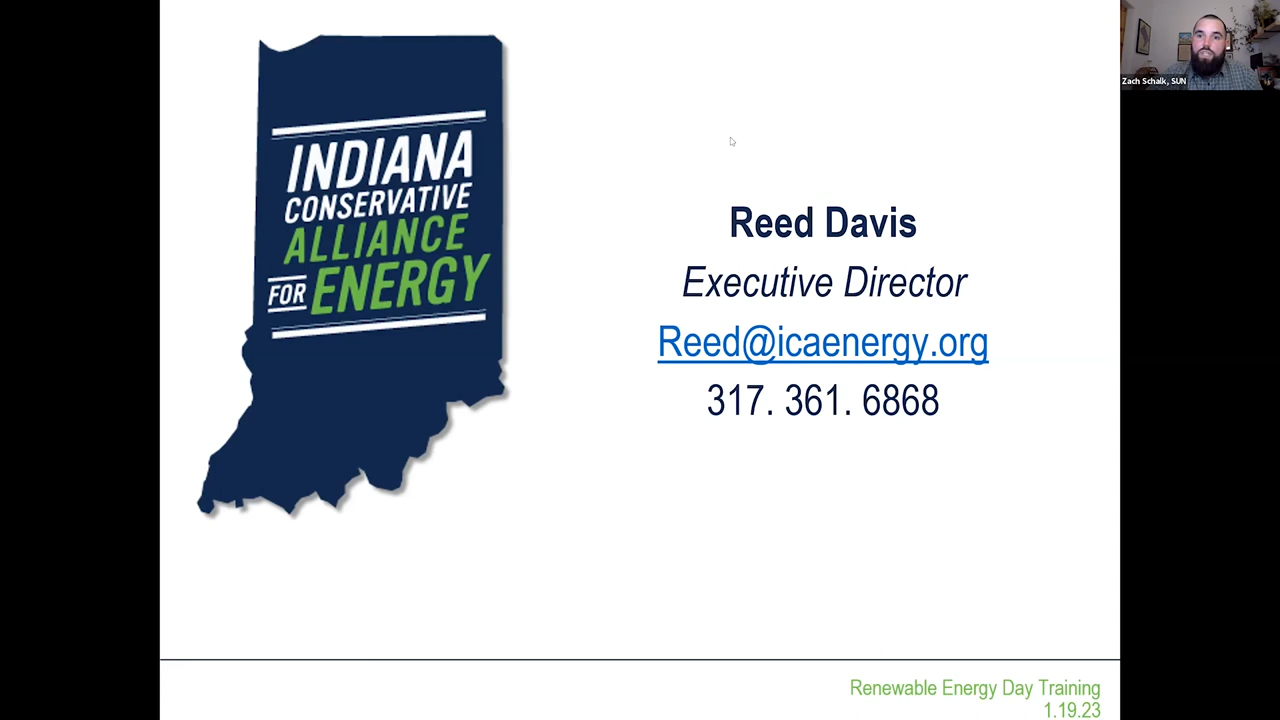 INDIANA
CONSERVATIVE
ALLIANCE
FOR ENERGY
Reed Davis
Executive Director
Reed@icaenergy.org
317. 361. 6868
Renewable Energy Day Training
1.19.23
Zach Schalk, SUN